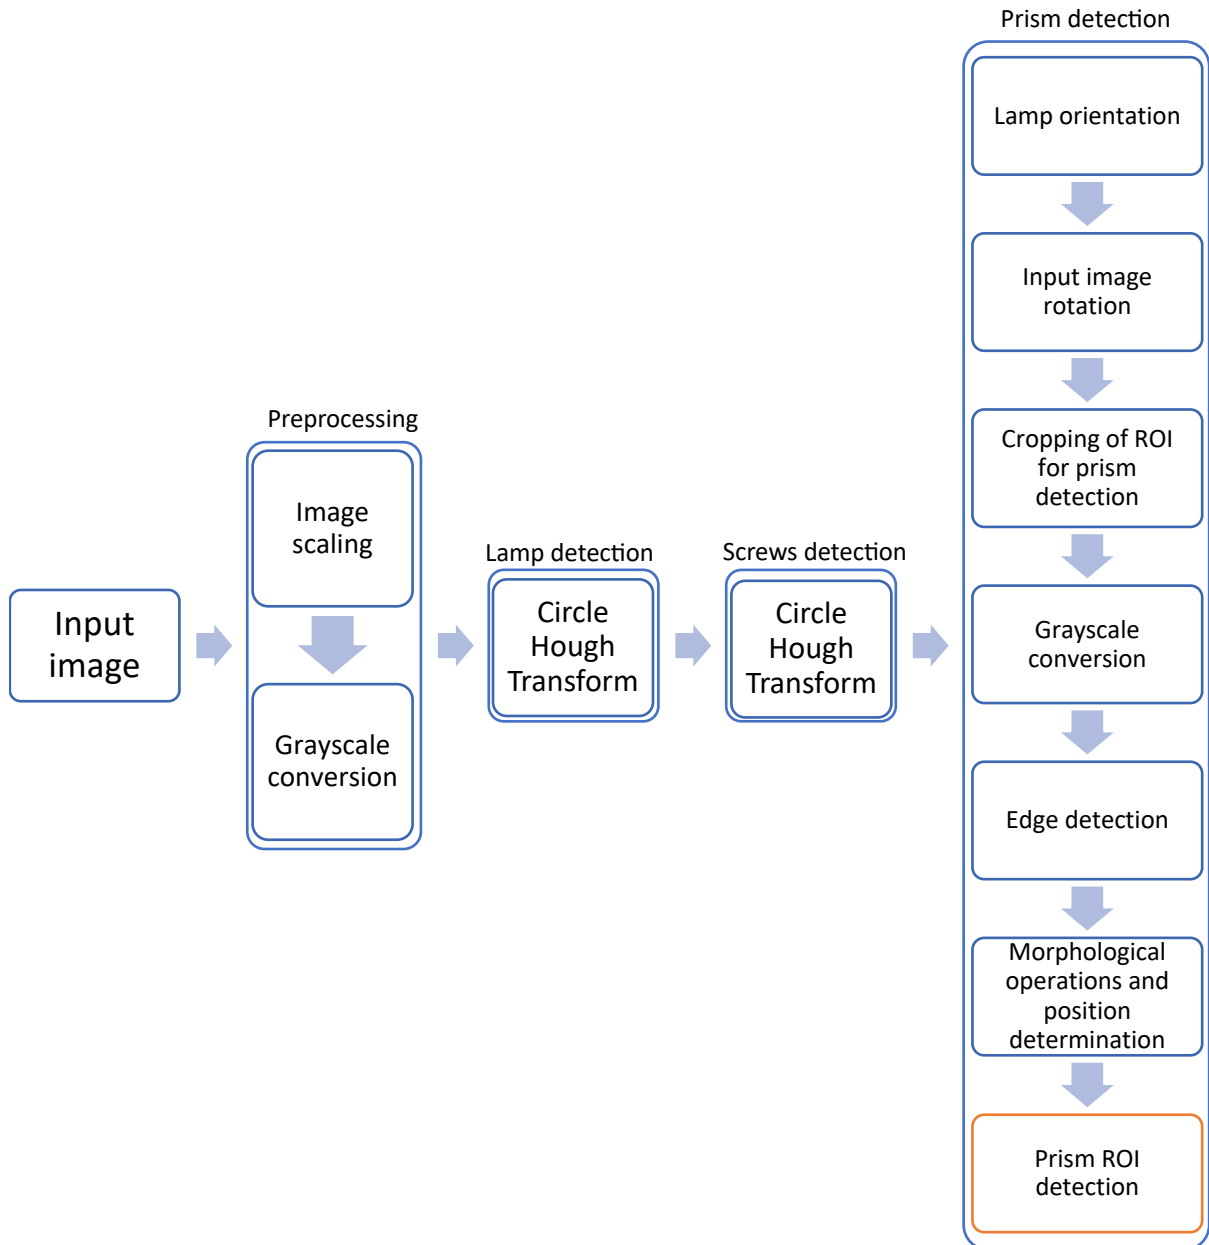 Input
image
Preprocessing
Image
scaling
Grayscale
conversion
Lamp detection
Circle
Hough
Transform
Screws detection
Circle
Hough
Transform
Prism detection
Lamp orientation
Input image
rotation
Cropping of ROI
for prism
detection
Grayscale
conversion
Edge detection
Morphological
operations and
position
determination
Prism ROI
detection